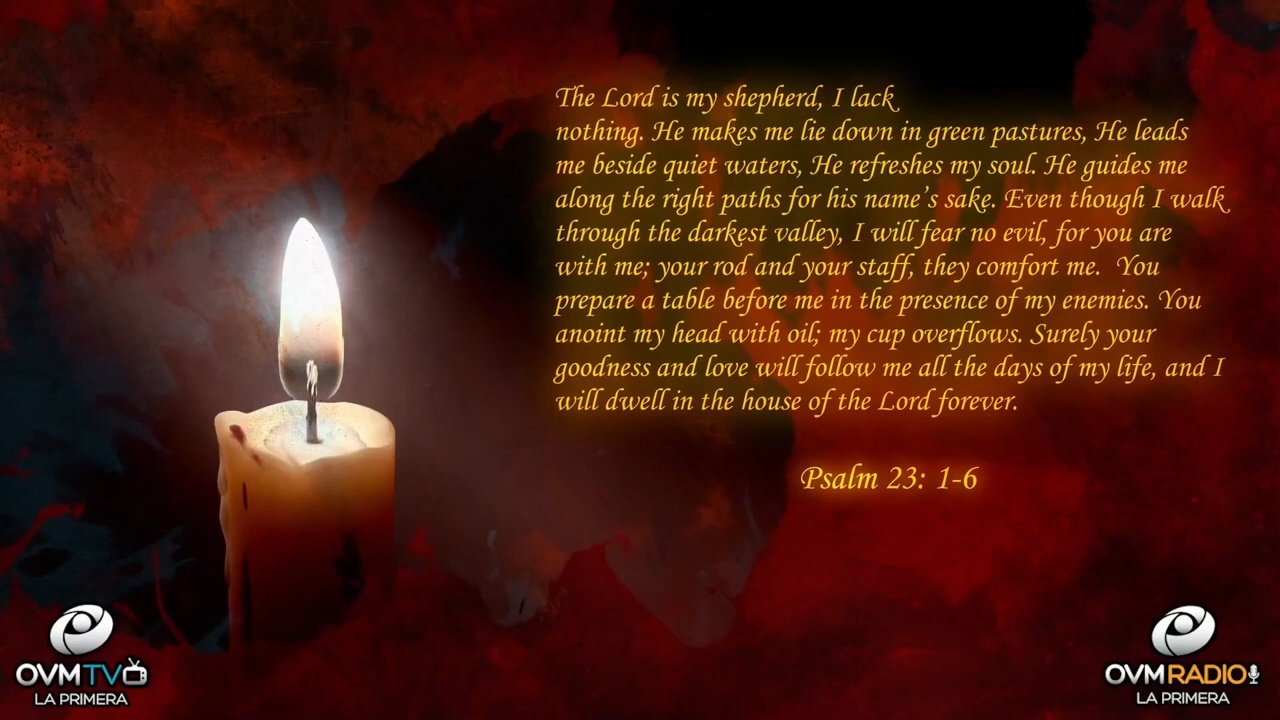 The Lord is my shepherd, I lack
nothing. He makes me lie down in green pastures, He leads
me beside quiet waters, He refreshes my soul. He guides me
along the right paths for his name’s sake. Even though I walk
through the darkest valley, I will fear no evil, for you are
with me; your rod and your staff, they comfort me.  You
prepare a table before me in the presence of my enemies. You
anoint my head with oil; my cup overflows. Surely your
goodness and love will follow me all the days of my life, and I
will dwell in the house of the Lord forever.
Psalm 23: 1-6
OVMTV
LA PRIMERA
OVMRADIO
LA PRIMERA